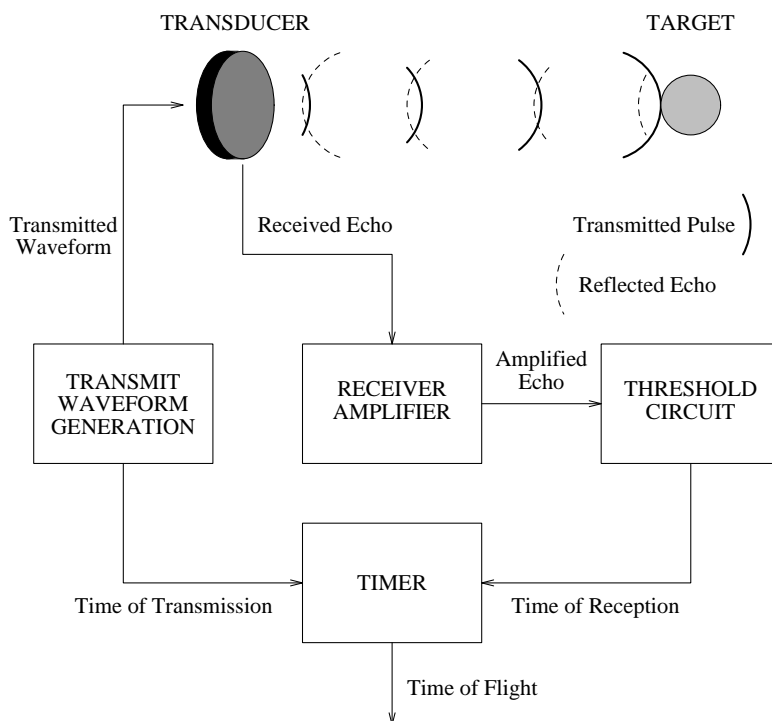 TRANSDUCER
TARGET
Transmitted
Waveform
Received Echo
Transmitted Pulse
Reflected Echo
TRANSMIT
WAVEFORM
GENERATION
RECEIVER
AMPLIFIER
Amplified
Echo
THRESHOLD
CIRCUIT
TIMER
Time of Transmission
Time of Reception
Time of Flight